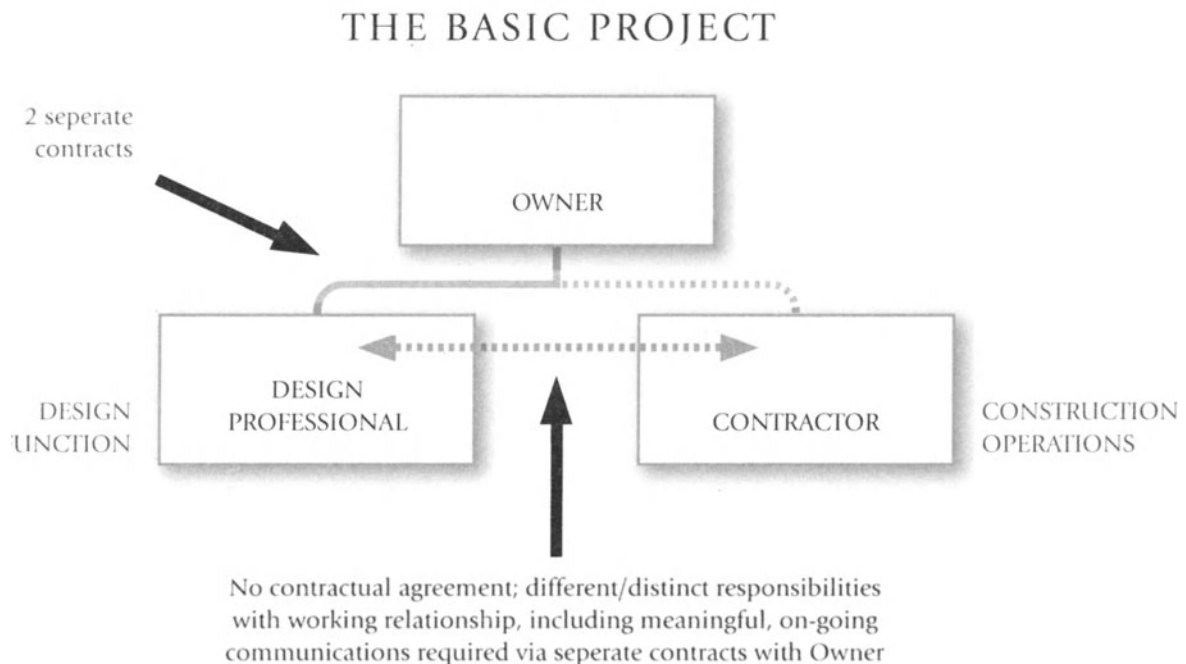 THE BASIC PROJECT
2 seperate
contracts
OWNER
DESIGN
PROFESSIONAL
CONTRACTOR
DESIGN
UNCTION
CONSTRUCTION
OPERATIONS
No contractual agreement; different/distinct responsibilities
with working relationship, including meaningful, on-going
communications required via seperate contracts with Owner